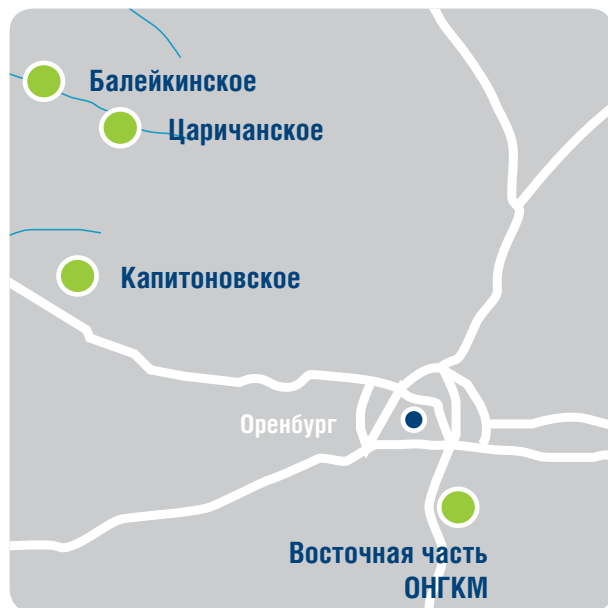 Балейкинское
Царичанское
Капитоновское
Оренбург
Восточная часть
ОНГКМ